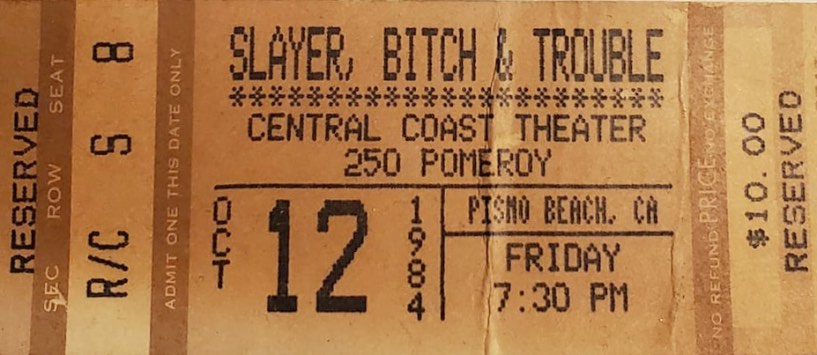 RESERVED
SEC ROW SEAT
R/C S 8
ADMIT ONE THIS DATE ONLY
SLAYER, BITCH & TROUBLE
************************
CENTRAL COAST THEATER
250 POMEROY
OCT 12 1984
PISMO BEACH, CA
FRIDAY
7:30 PM
NO REFUND PRICE NO EXCHANGE
$10.00
RESERVED